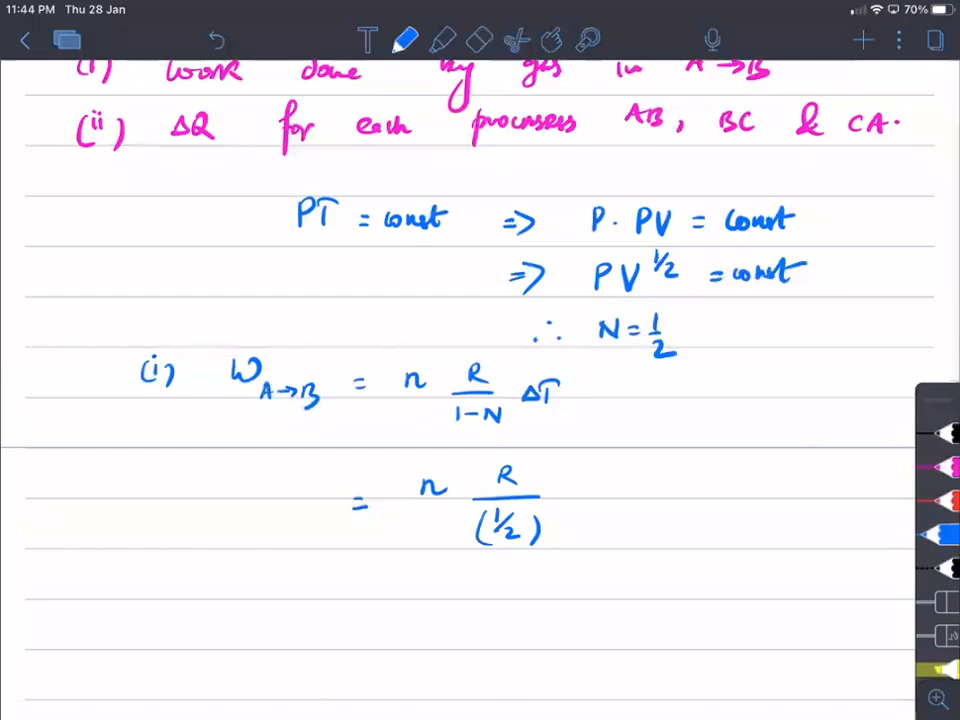 11:44 PM Thu 28 Jan 70%
(i) work done by gas in A→B
(ii) ΔQ for each processes AB, BC & CA.
PT = const => P. PV = const
=> PV^1/2 = const
∴ N = 1/2
(i) W A→B = n R/1-N ΔT
= n R/(1/2)